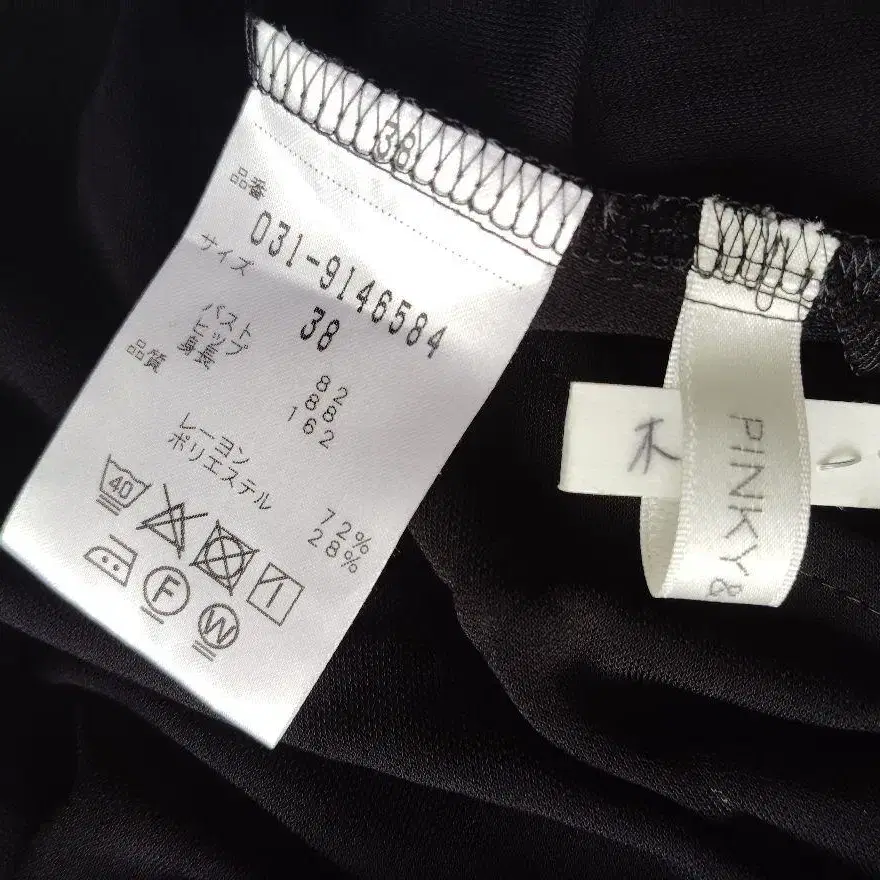 38
品番
031-9146584
サイズ
38
バスト 82
ヒップ 88
身長 162
品質
レーヨン 72%
ポリエステル 28%
40
F
W
木
PINKY&